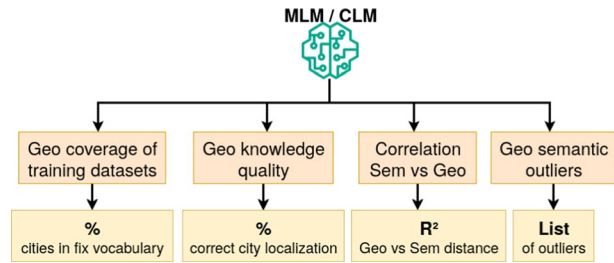 MLM / CLM
Geo coverage of
training datasets
Geo knowledge
quality
Correlation
Sem vs Geo
Geo semantic
outliers
%
cities in fix vocabulary
%
correct city localization
R²
Geo vs Sem distance
List
of outliers